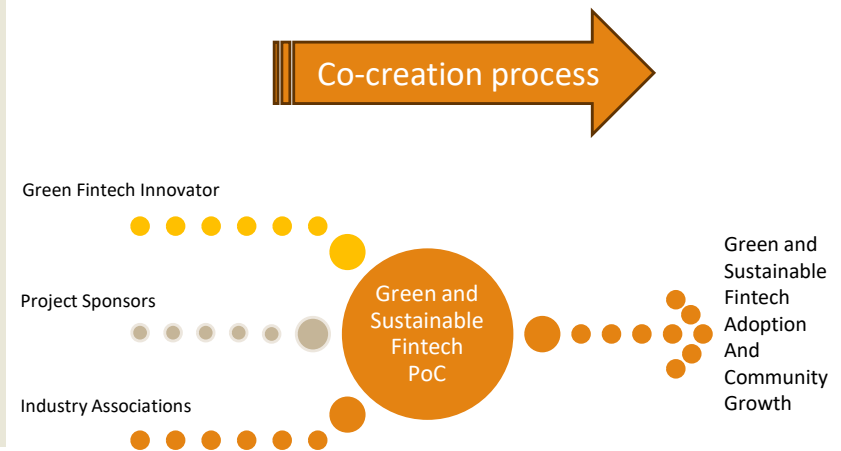 Co-creation process
Green Fintech Innovator
Project Sponsors
Industry Associations
Green and
Sustainable
Fintech
PoC
Green and
Sustainable
Fintech
Adoption
And
Community
Growth